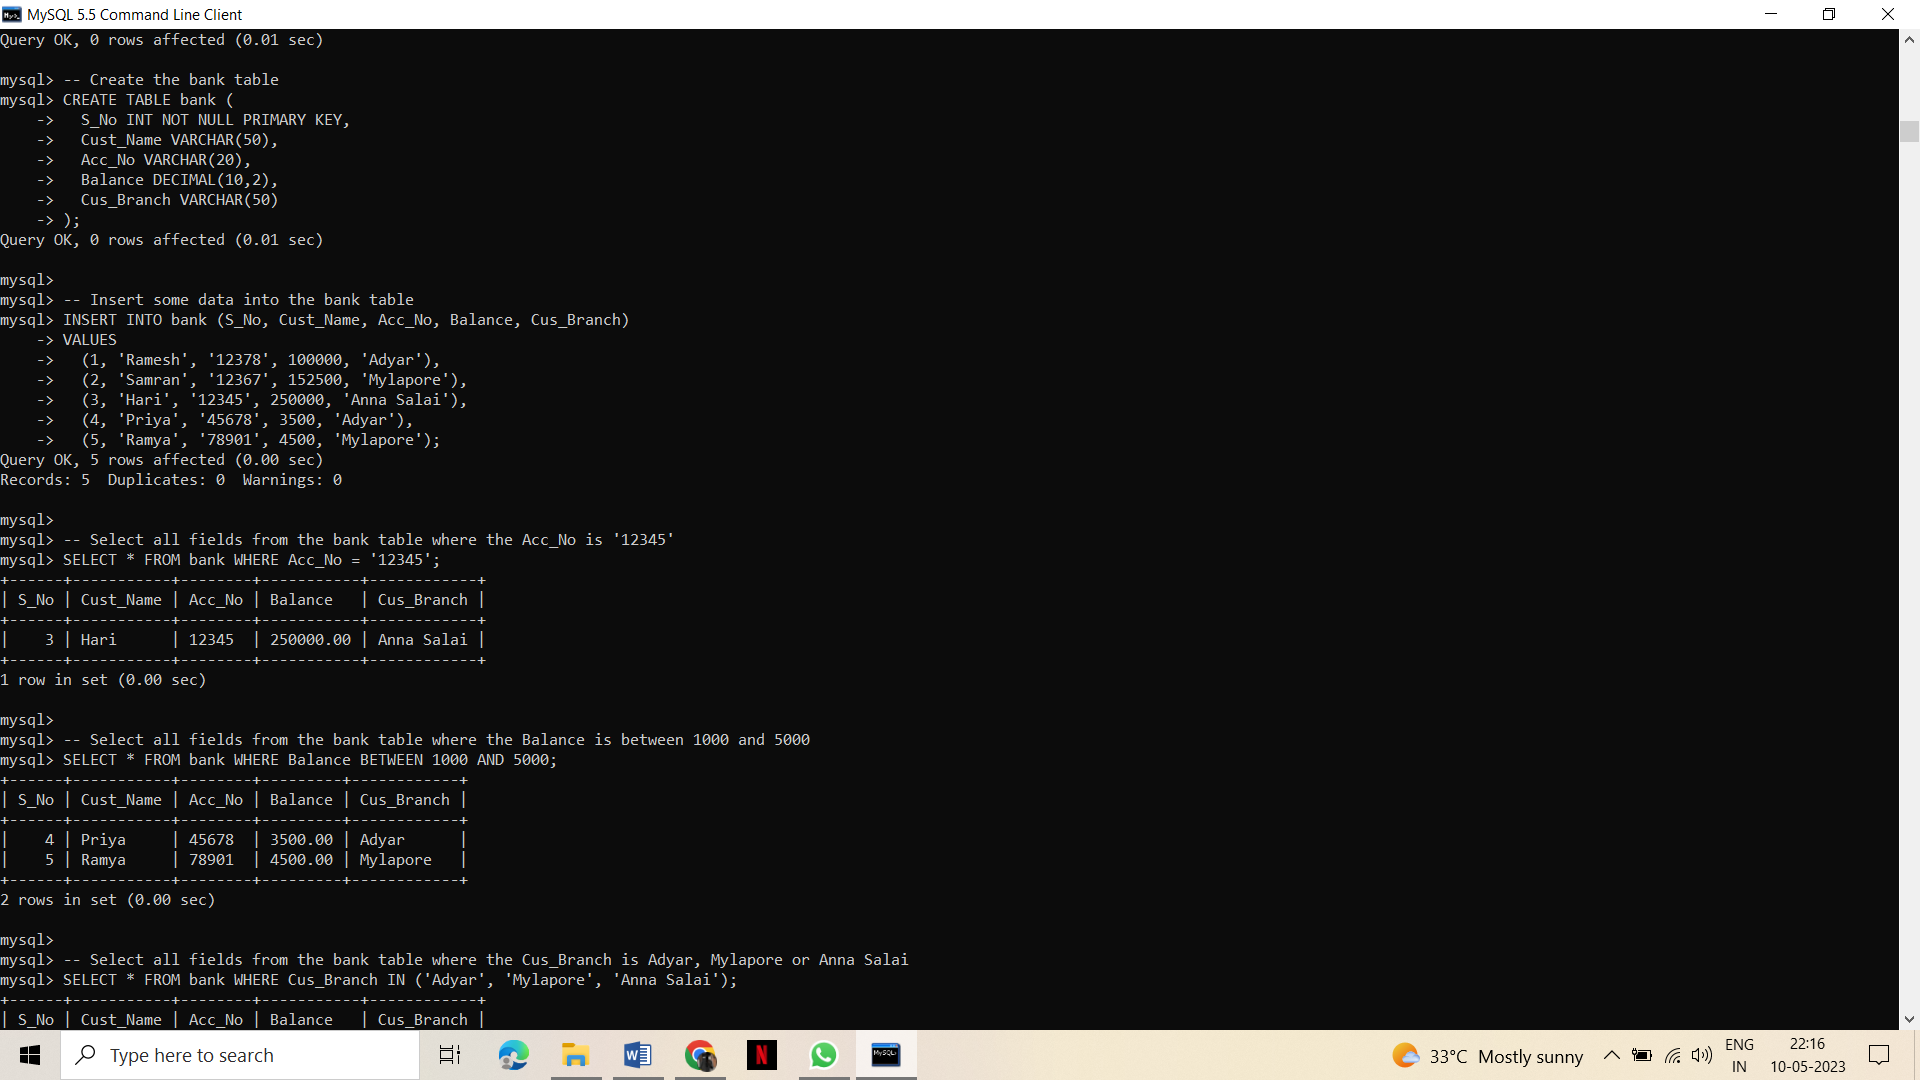 MySQL 5.5 Command Line Client
Query OK, 0 rows affected (0.01 sec)
mysql> -- Create the bank table
mysql> CREATE TABLE bank (
    ->   S_No INT NOT NULL PRIMARY KEY,
    ->   Cust_Name VARCHAR(50),
    ->   Acc_No VARCHAR(20),
    ->   Balance DECIMAL(10,2),
    ->   Cus_Branch VARCHAR(50)
    -> );
Query OK, 0 rows affected (0.01 sec)
mysql>
mysql> -- Insert some data into the bank table
mysql> INSERT INTO bank (S_No, Cust_Name, Acc_No, Balance, Cus_Branch)
    -> VALUES
    ->   (1, 'Ramesh', '12378', 100000, 'Adyar'),
    ->   (2, 'Samran', '12367', 152500, 'Mylapore'),
    ->   (3, 'Hari', '12345', 250000, 'Anna Salai'),
    ->   (4, 'Priya', '45678', 3500, 'Adyar'),
    ->   (5, 'Ramya', '78901', 4500, 'Mylapore');
Query OK, 5 rows affected (0.00 sec)
Records: 5  Duplicates: 0  Warnings: 0
mysql>
mysql> -- Select all fields from the bank table where the Acc_No is '12345'
mysql> SELECT * FROM bank WHERE Acc_No = '12345';
+------+-----------+--------+-----------+------------+
| S_No | Cust_Name | Acc_No | Balance   | Cus_Branch |
+------+-----------+--------+-----------+------------+
|    3 | Hari      | 12345  | 250000.00 | Anna Salai |
+------+-----------+--------+-----------+------------+
1 row in set (0.00 sec)
mysql>
mysql> -- Select all fields from the bank table where the Balance is between 1000 and 5000
mysql> SELECT * FROM bank WHERE Balance BETWEEN 1000 AND 5000;
+------+-----------+--------+---------+------------+
| S_No | Cust_Name | Acc_No | Balance | Cus_Branch |
+------+-----------+--------+---------+------------+
|    4 | Priya     | 45678  | 3500.00 | Adyar      |
|    5 | Ramya     | 78901  | 4500.00 | Mylapore   |
+------+-----------+--------+---------+------------+
2 rows in set (0.00 sec)
mysql>
mysql> -- Select all fields from the bank table where the Cus_Branch is Adyar, Mylapore or Anna Salai
mysql> SELECT * FROM bank WHERE Cus_Branch IN ('Adyar', 'Mylapore', 'Anna Salai');
+------+-----------+--------+-----------+------------+
| S_No | Cust_Name | Acc_No | Balance   | Cus_Branch |
Type here to search
W
N
MySQL
33°C Mostly sunny
ENG
IN
22:16
10-05-2023